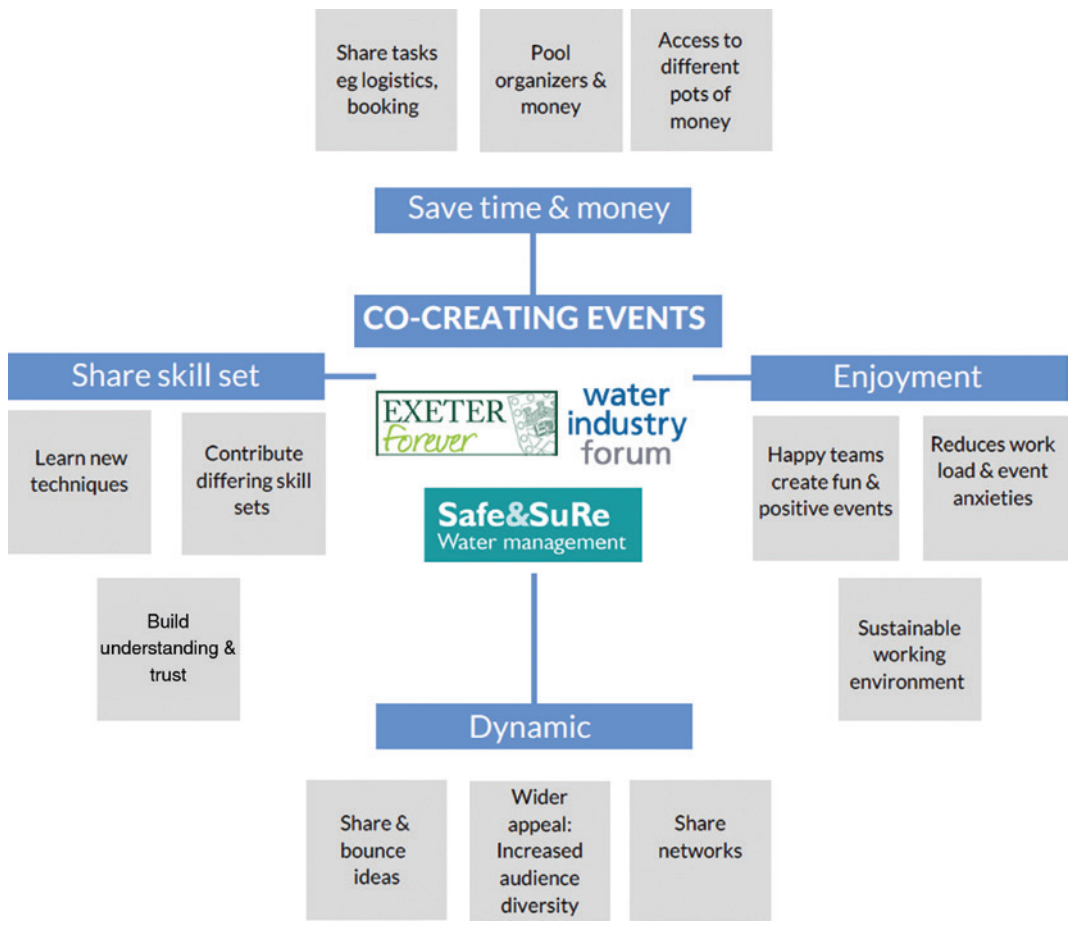 Share tasks
eg logistics,
booking
Pool
organizers &
money
Access to
different
pots of
money
Save time & money
CO-CREATING EVENTS
Share skill set
Learn new
techniques
Contribute
differing skill
sets
Build
understanding &
trust
EXETER
forever
water
industry
forum
Safe&SuRe
Water management
Enjoyment
Happy teams
create fun &
positive events
Reduces work
load & event
anxieties
Sustainable
working
environment
Dynamic
Share &
bounce
ideas
Wider
appeal:
Increased
audience
diversity
Share
networks